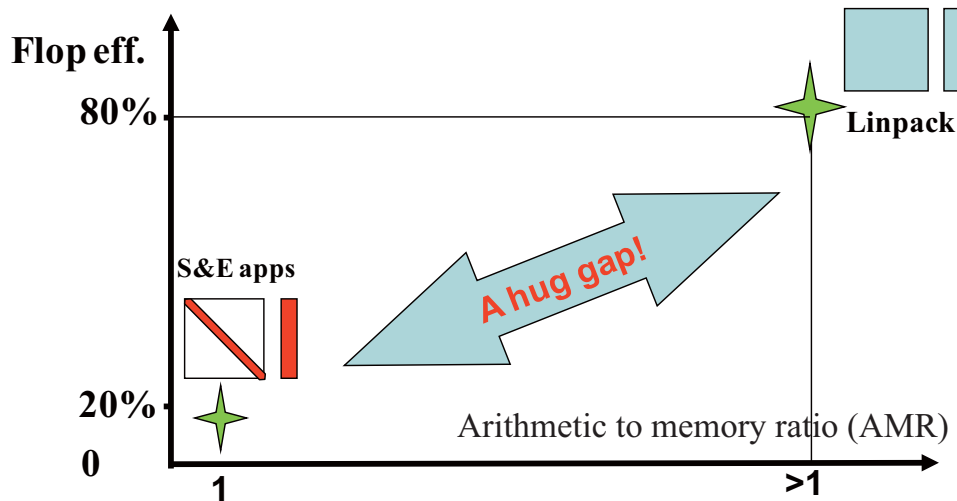 Flop eff.
80%
Linpack
A hug gap!
S&E apps
20%
Arithmetic to memory ratio (AMR)
0
1
>1